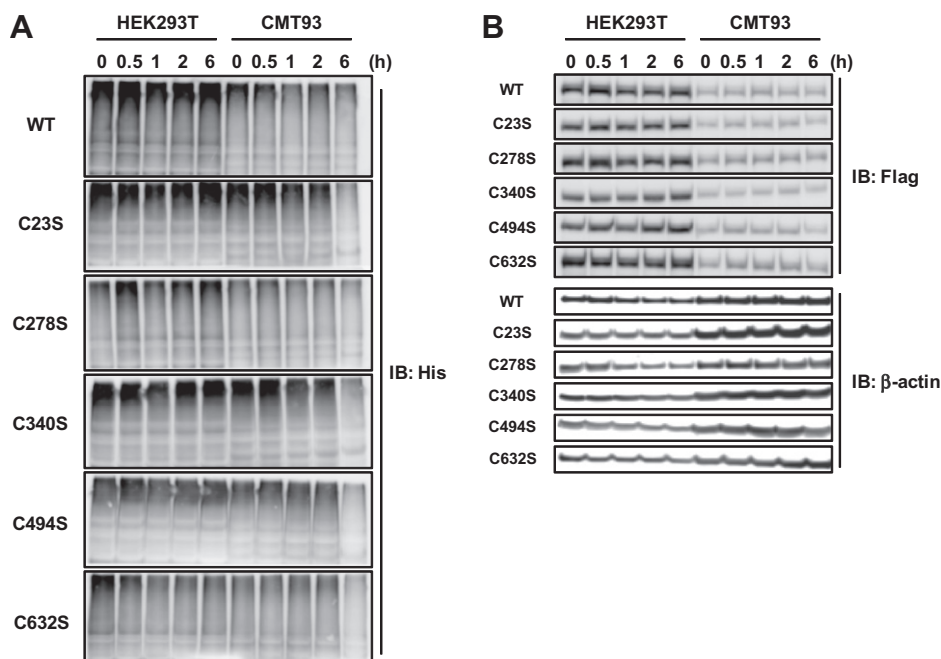 A
HEK293T CMT93
0 0.5 1 2 6 0 0.5 1 2 6 (h)
WT
C23S
C278S
C340S
C494S
C632S
IB: His
B
HEK293T CMT93
0 0.5 1 2 6 0 0.5 1 2 6 (h)
WT
C23S
C278S
C340S
C494S
C632S
IB: Flag
WT
C23S
C278S
C340S
C494S
C632S
IB: β-actin